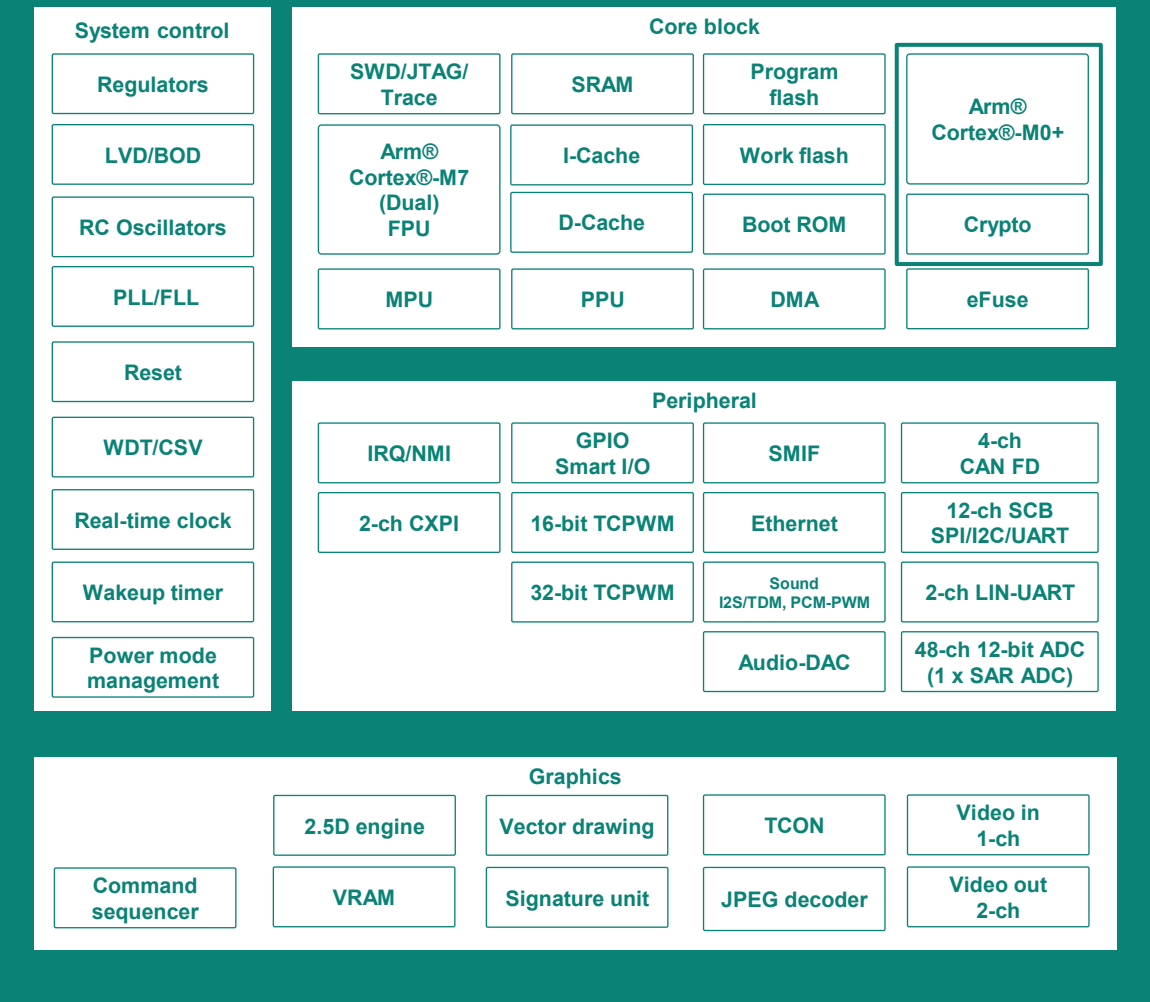 System control
Regulators
LVD/BOD
RC Oscillators
PLL/FLL
Reset
WDT/CSV
Real-time clock
Wakeup timer
Power mode
management
Core block
SWD/JTAG/
Trace
SRAM
Program
flash
Arm®
Cortex®-M0+
Arm®
Cortex®-M7
(Dual)
FPU
I-Cache
Work flash
D-Cache
Boot ROM
Crypto
MPU
PPU
DMA
eFuse
Peripheral
IRQ/NMI
GPIO
Smart I/O
SMIF
4-ch
CAN FD
2-ch CXPI
16-bit TCPWM
Ethernet
12-ch SCB
SPI/I2C/UART
32-bit TCPWM
Sound
I2S/TDM, PCM-PWM
2-ch LIN-UART
Audio-DAC
48-ch 12-bit ADC
(1 x SAR ADC)
Graphics
2.5D engine
Vector drawing
TCON
Video in
1-ch
Command
sequencer
VRAM
Signature unit
JPEG decoder
Video out
2-ch